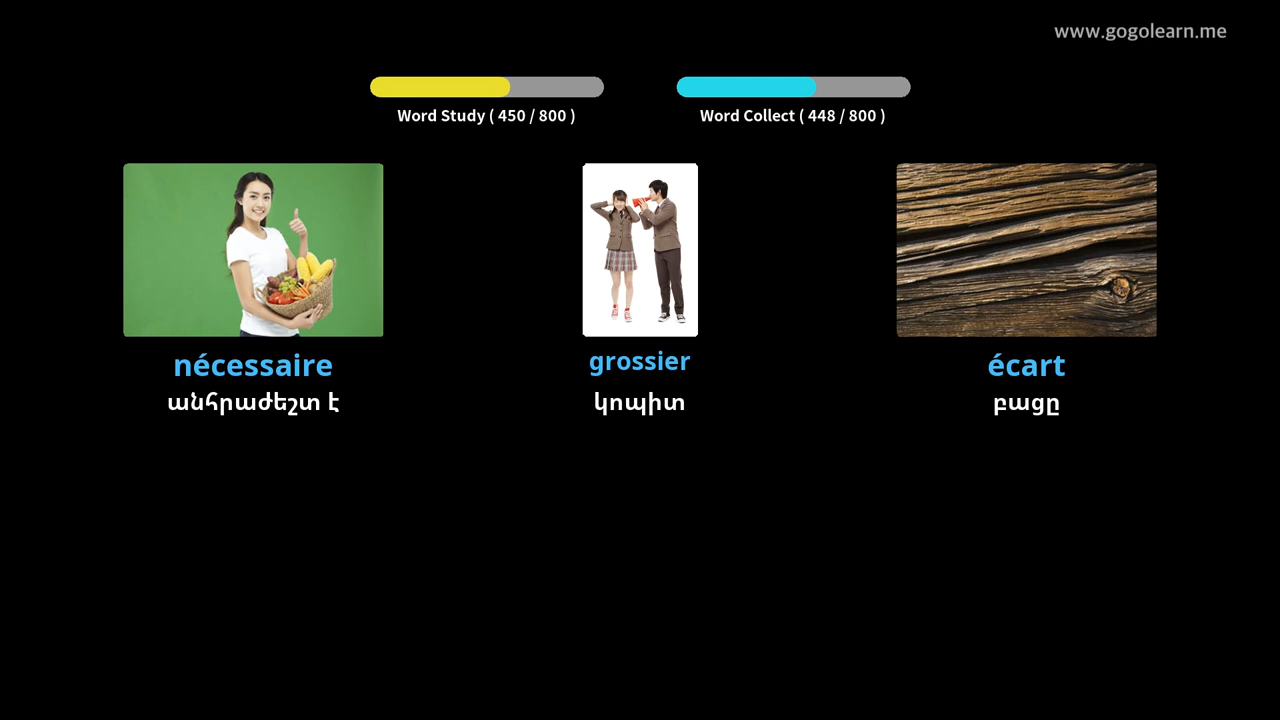 www.gogolearn.me
Word Study ( 450 / 800 )
Word Collect ( 448 / 800 )
nécessaire
անհրաժեշտ է
grossier
կոպիտ
écart
բացը